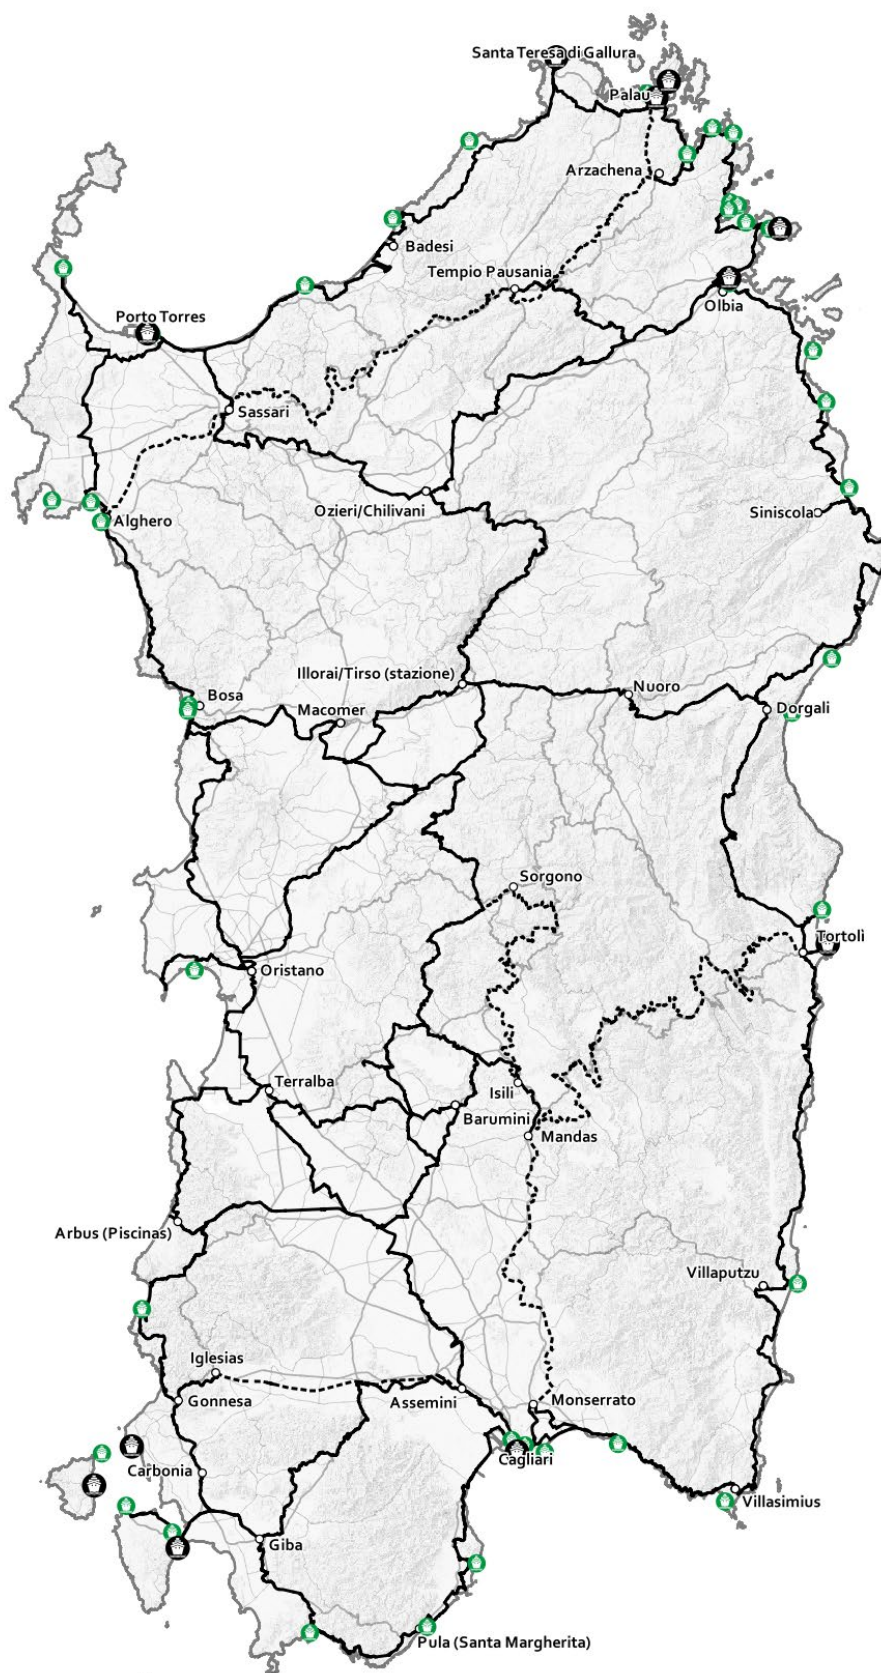 Santa Teresa di Gallura
Palau
Arzachena
Badesi
Tempio Pausania
Olbia
Porto Torres
Sassari
Ozieri/Chilivani
Siniscola
Alghero
Illorai/Tirso (stazione)
Nuoro
Bosa
Macomer
Dorgali
Sorgono
Tortolì
Oristano
Terralba
Isili
Barumini
Mandas
Arbus (Piscinas)
Villaputzu
Iglesias
Gonnesa
Assemini
Monserrato
Cagliari
Carbonia
Villasimius
Giba
Pula (Santa Margherita)